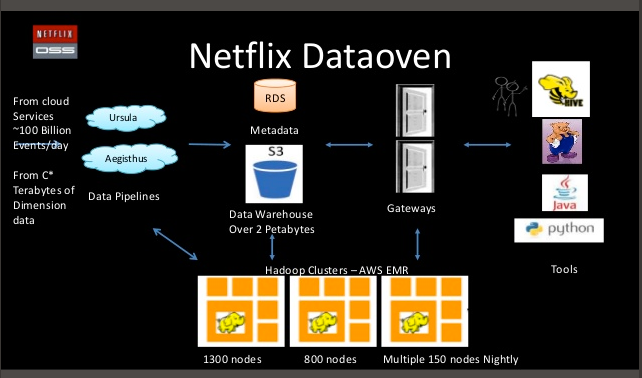 NETFLIX
OSS
Netflix Dataoven
From cloud
Services
~100 Billion
Events/day
From C*
Terabytes of
Dimension
data
Ursula
Aegisthus
Data Pipelines
RDS
Metadata
S3
Data Warehouse
Over 2 Petabytes
Gateways
HIVE
Java
python
Tools
Hadoop Clusters – AWS EMR
1300 nodes
800 nodes
Multiple 150 nodes Nightly